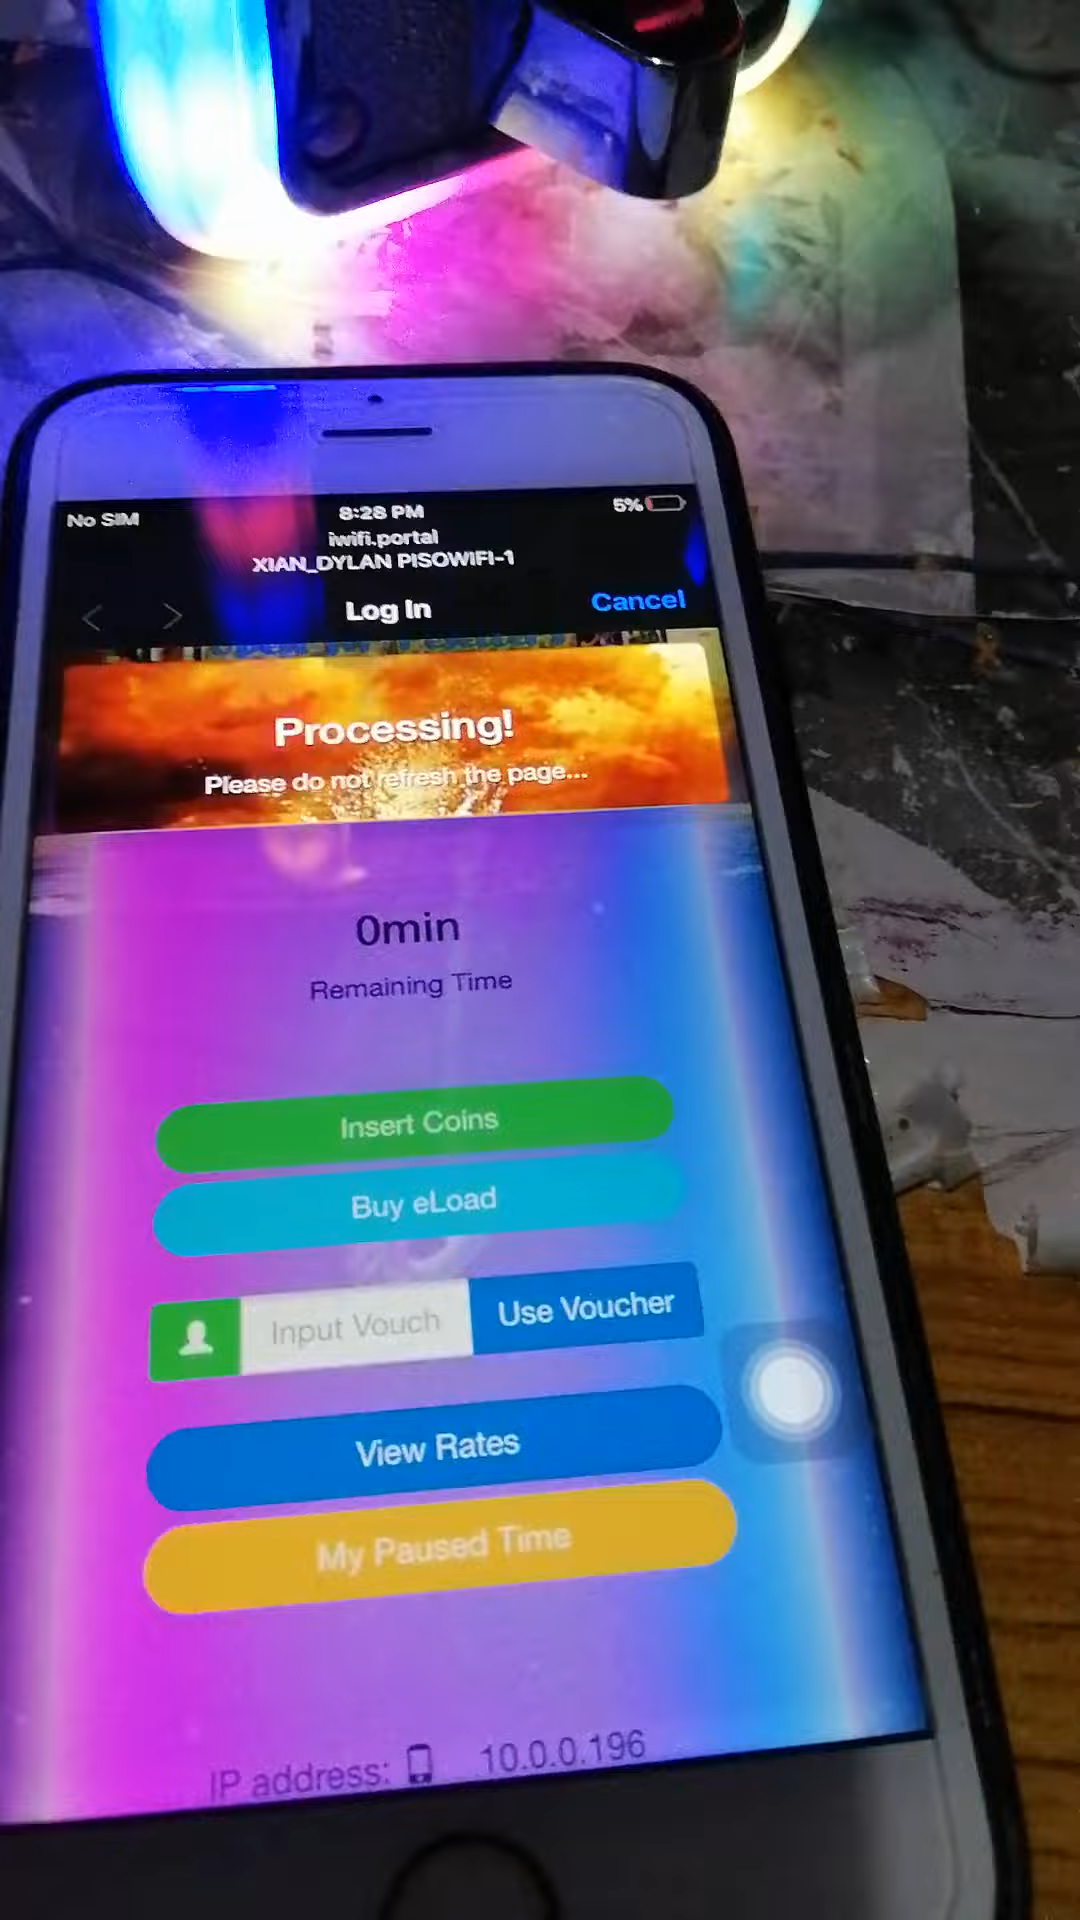 No SIM
8:28 PM
5%
iwifi.portal
XIAN_DYLAN PISOWIFI-1
Log In
Cancel
Processing!
Please do not refresh the page...
0min
Remaining Time
Insert Coins
Buy eLoad
Input Vouch
Use Voucher
View Rates
My Paused Time
IP address: 10.0.0.196